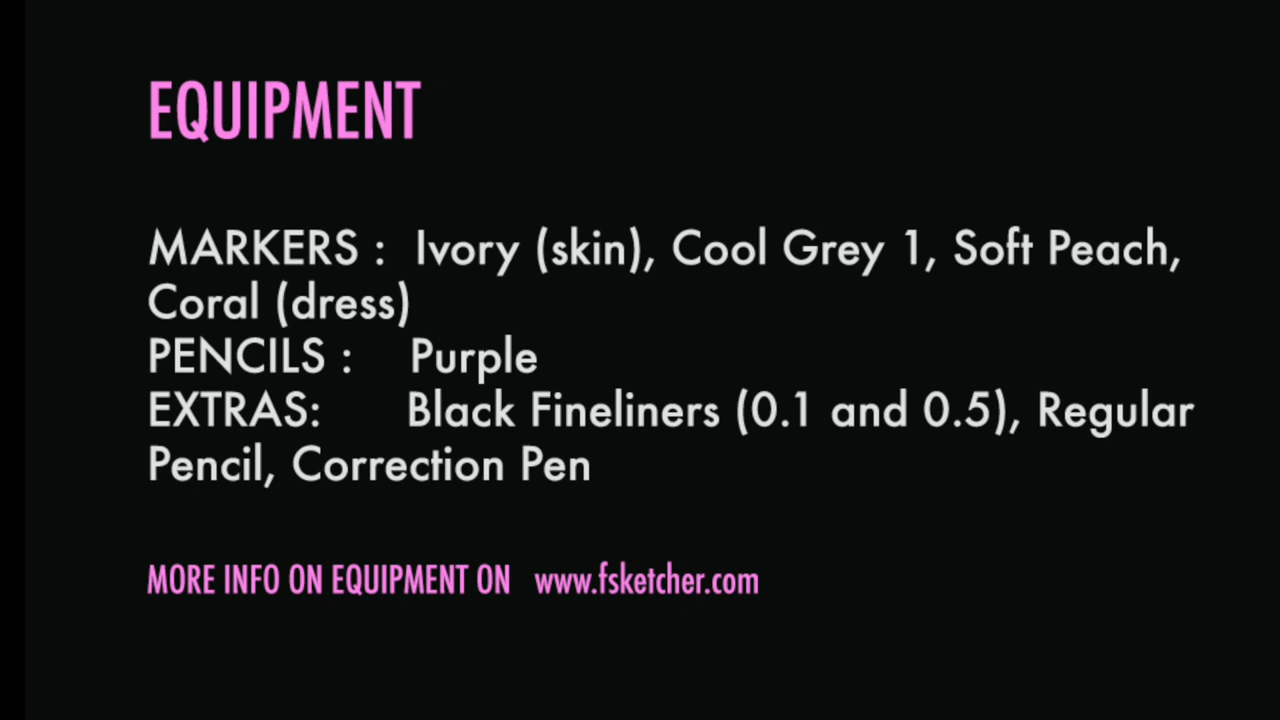 EQUIPMENT
MARKERS : Ivory (skin), Cool Grey 1, Soft Peach,
Coral (dress)
PENCILS : Purple
EXTRAS: Black Fineliners (0.1 and 0.5), Regular
Pencil, Correction Pen
MORE INFO ON EQUIPMENT ON www.fsketcher.com